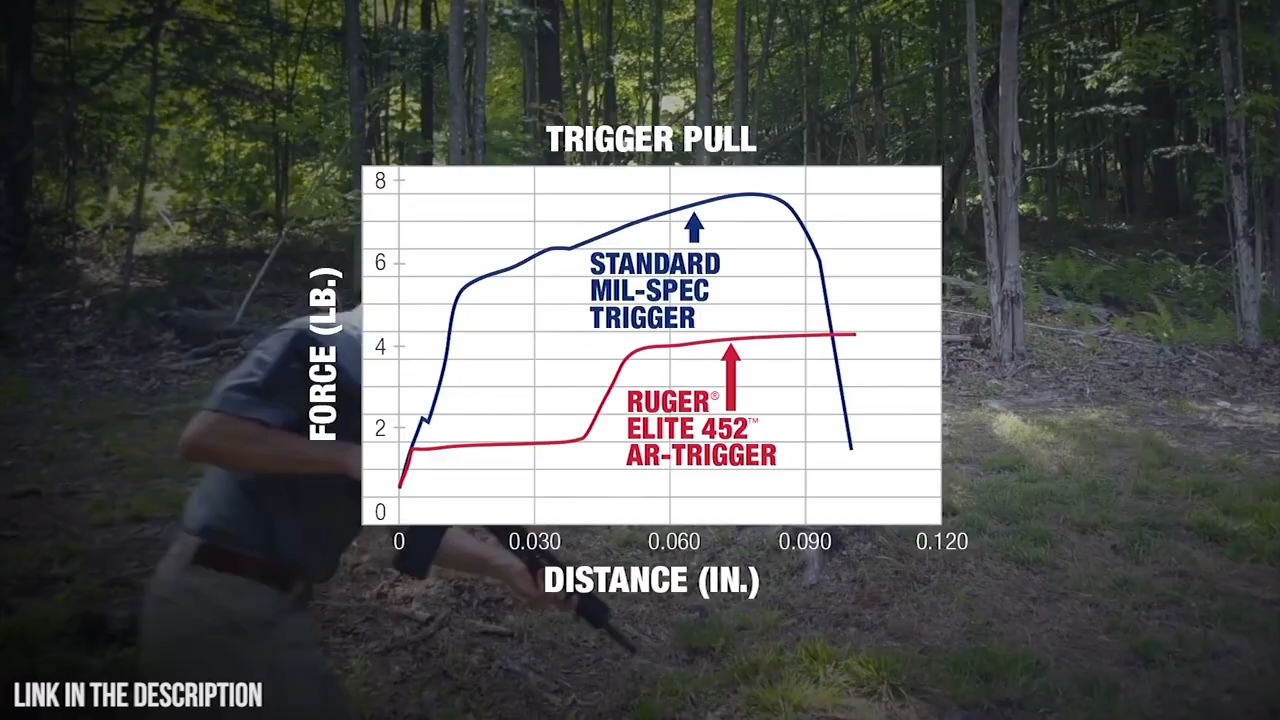 TRIGGER PULL
8
6
4
2
0
FORCE (LB.)
STANDARD
MIL-SPEC
TRIGGER
RUGER®
ELITE 452™
AR-TRIGGER
0 0.030 0.060 0.090 0.120
DISTANCE (IN.)
LINK IN THE DESCRIPTION